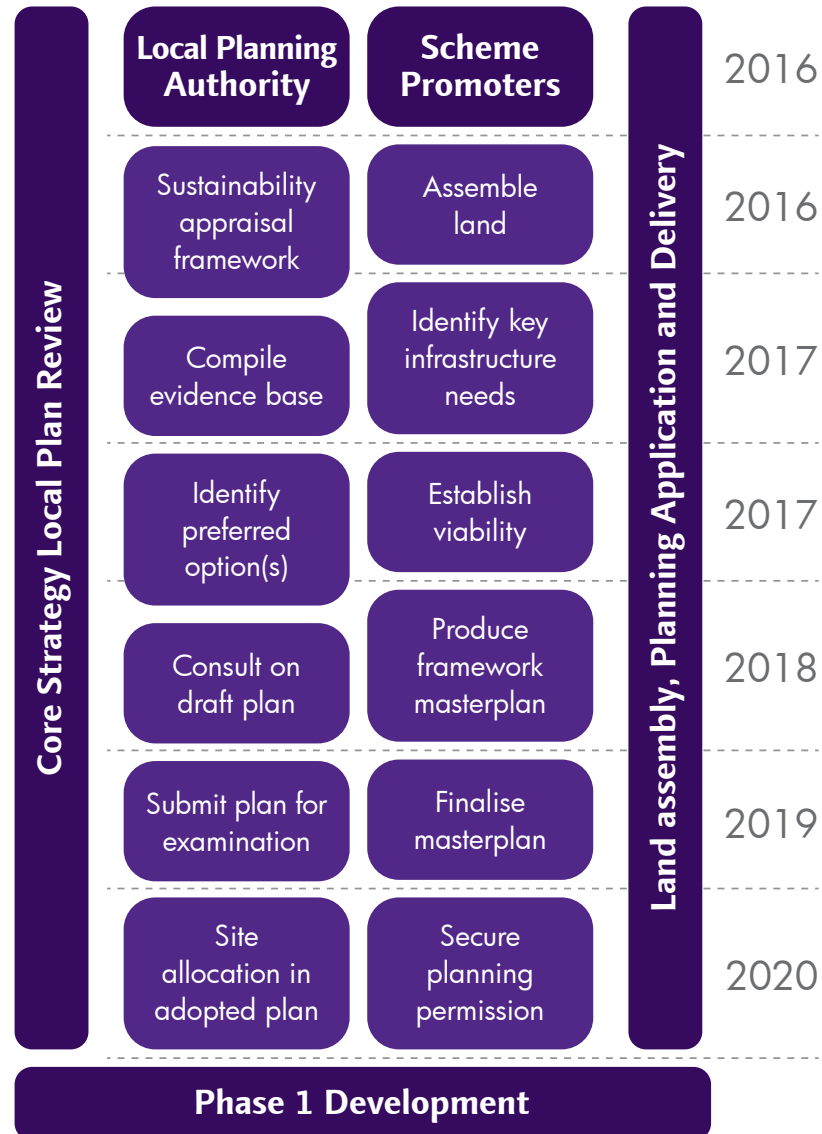 Core Strategy Local Plan Review
Local Planning
Authority
Scheme
Promoters
2016
Sustainability
appraisal
framework
Assemble
land
2016
Compile
evidence base
Identify key
infrastructure
needs
2017
Identify
preferred
option(s)
Establish
viability
2017
Consult on
draft plan
Produce
framework
masterplan
2018
Submit plan for
examination
Finalise
masterplan
2019
Site
allocation in
adopted plan
Secure
planning
permission
2020
Land assembly, Planning Application and Delivery
Phase 1 Development